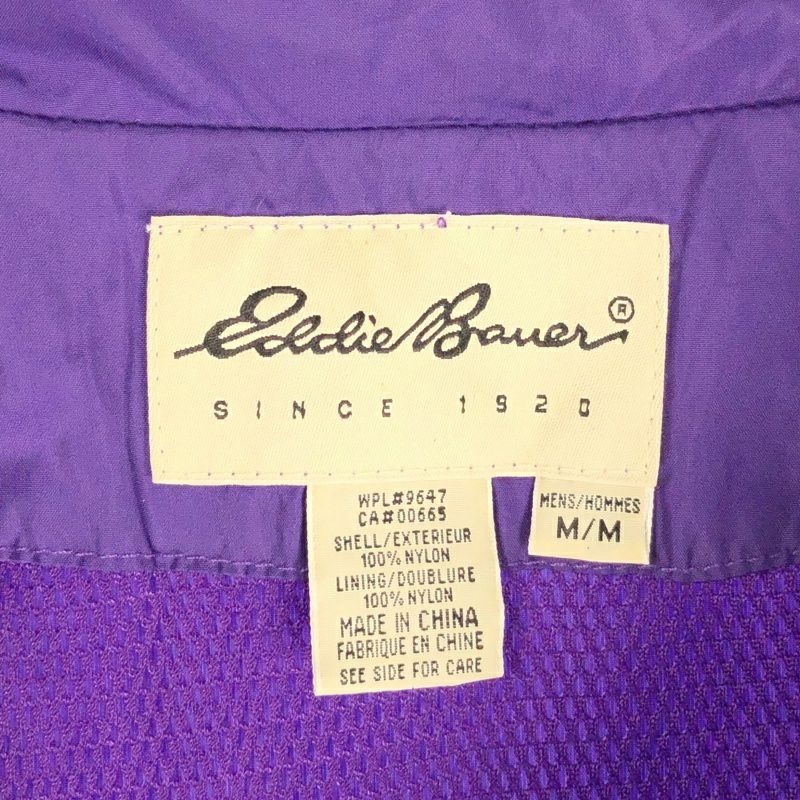 Eddie Bauer ®
SINCE 1920
WPL#9647
CA#00665
SHELL/EXTERIEUR
100% NYLON
LINING/DOUBLURE
100% NYLON
MADE IN CHINA
FABRIQUE EN CHINE
SEE SIDE FOR CARE
MENS/HOMMES
M/M